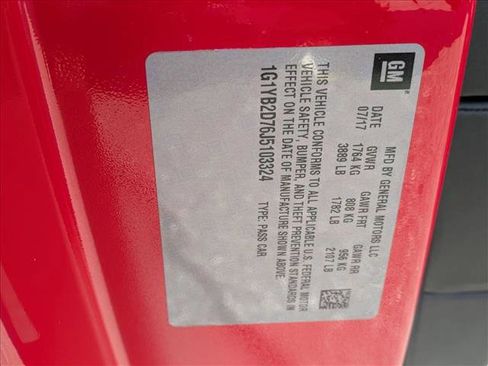 GM
MFD BY GENERAL MOTORS LLC
DATE GVWR GAWR FRT GAWR RR
07/17 1764 KG 808 KG 956 KG
3889 LB 1782 LB 2107 LB
THIS VEHICLE CONFORMS TO ALL APPLICABLE U.S. FEDERAL MOTOR
VEHICLE SAFETY, BUMPER, AND THEFT PREVENTION STANDARDS IN
EFFECT ON THE DATE OF MANUFACTURE SHOWN ABOVE.
1G1YB2D76J5103324 TYPE: PASS CAR